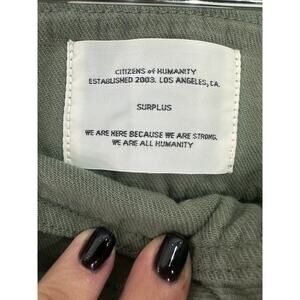 CITIZENS of HUMANITY
ESTABLISHED 2003. LOS ANGELES, CA.
SURPLUS
WE ARE HERE BECAUSE WE ARE STRONG.
WE ARE ALL HUMANITY